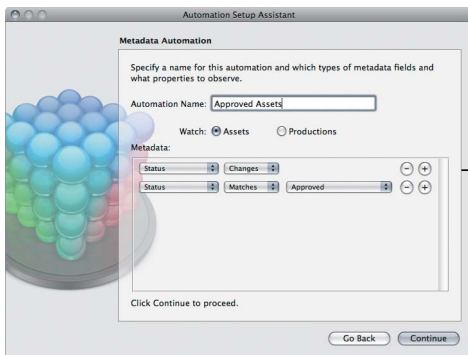 Automation Setup Assistant
Metadata Automation
Specify a name for this automation and which types of metadata fields and
what properties to observe.
Automation Name: Approved Assets
Watch: Assets Productions
Metadata:
Status Changes
Status Matches Approved
Click Continue to proceed.
Go Back Continue